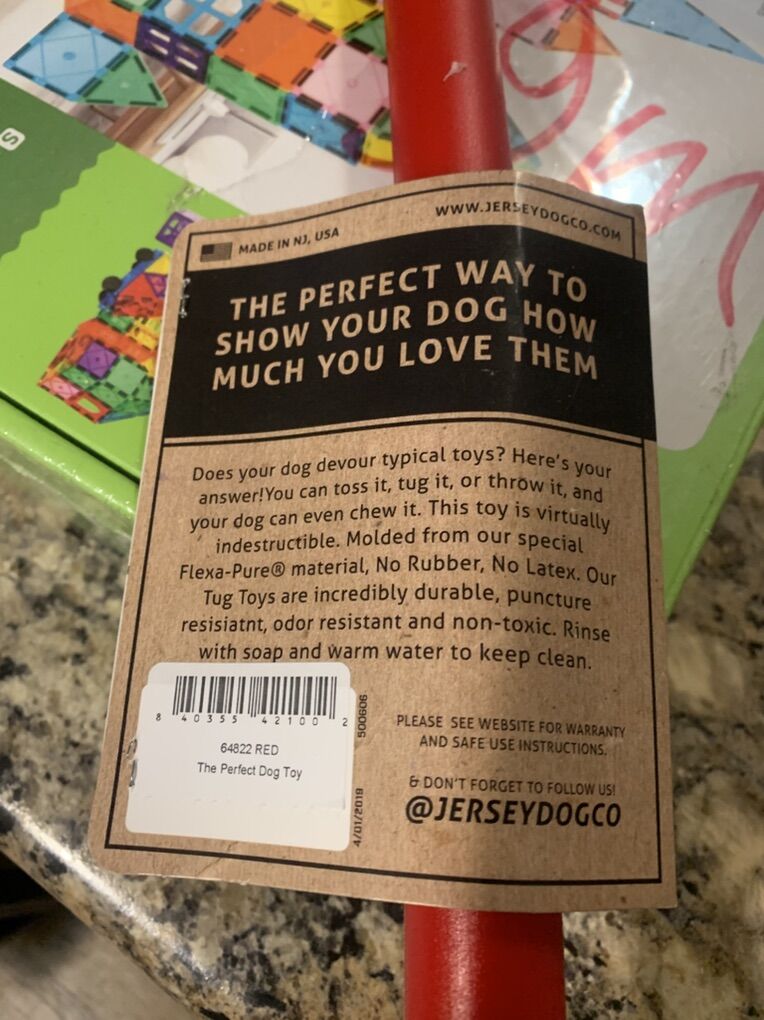 MADE IN NJ, USA
WWW.JERSEYDOGCO.COM
THE PERFECT WAY TO
SHOW YOUR DOG HOW
MUCH YOU LOVE THEM
Does your dog devour typical toys? Here's your
answer!You can toss it, tug it, or throw it, and
your dog can even chew it. This toy is virtually
indestructible. Molded from our special
Flexa-Pure® material, No Rubber, No Latex. Our
Tug Toys are incredibly durable, puncture
resisiatnt, odor resistant and non-toxic. Rinse
with soap and warm water to keep clean.
8 40355 42100 2
64822 RED
The Perfect Dog Toy
500606
4/01/2019
PLEASE SEE WEBSITE FOR WARRANTY
AND SAFE USE INSTRUCTIONS.
& DON'T FORGET TO FOLLOW US!
@JERSEYDOGCO